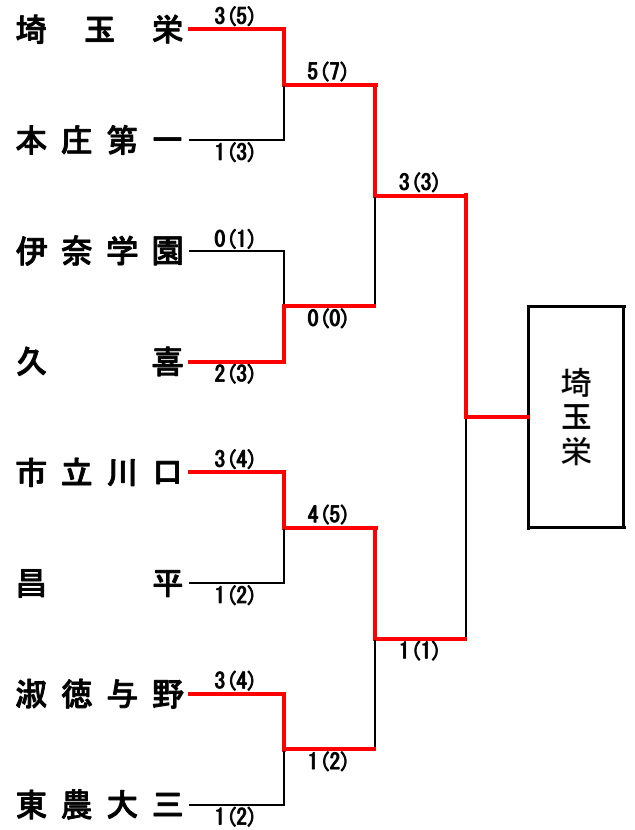 3(5)
埼玉栄
5(7)
本庄第一
1(3)
3(3)
0(1)
伊奈学園
0(0)
久喜
2(3)
埼玉栄
3(4)
市立川口
4(5)
昌平
1(2)
1(1)
3(4)
淑徳与野
1(2)
東農大三
1(2)